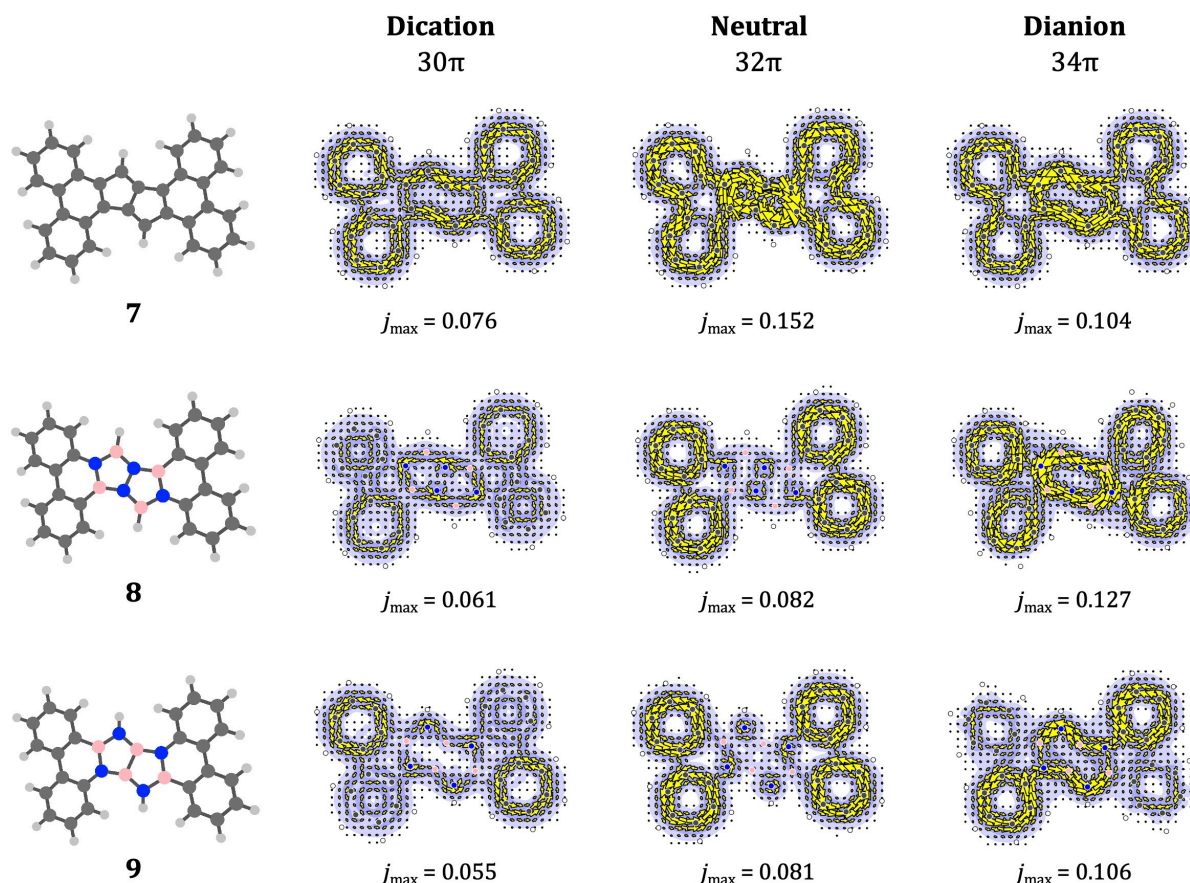 Dication Neutral Dianion
30π 32π 34π
7 jmax = 0.076 jmax = 0.152 jmax = 0.104
8 jmax = 0.061 jmax = 0.082 jmax = 0.127
9 jmax = 0.055 jmax = 0.081 jmax = 0.106